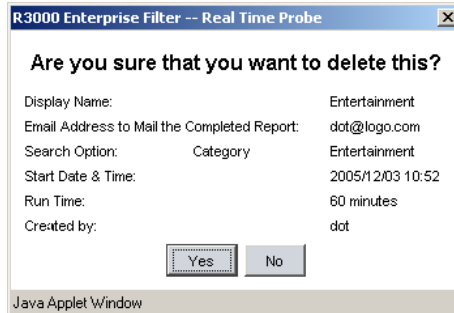 R3000 Enterprise Filter -- Real Time Probe
Are you sure that you want to delete this?
Display Name: Entertainment
Email Address to Mail the Completed Report: dot@logo.com
Search Option: Category Entertainment
Start Date & Time: 2005/12/03 10:52
Run Time: 60 minutes
Created by: dot
Yes No
Java Applet Window